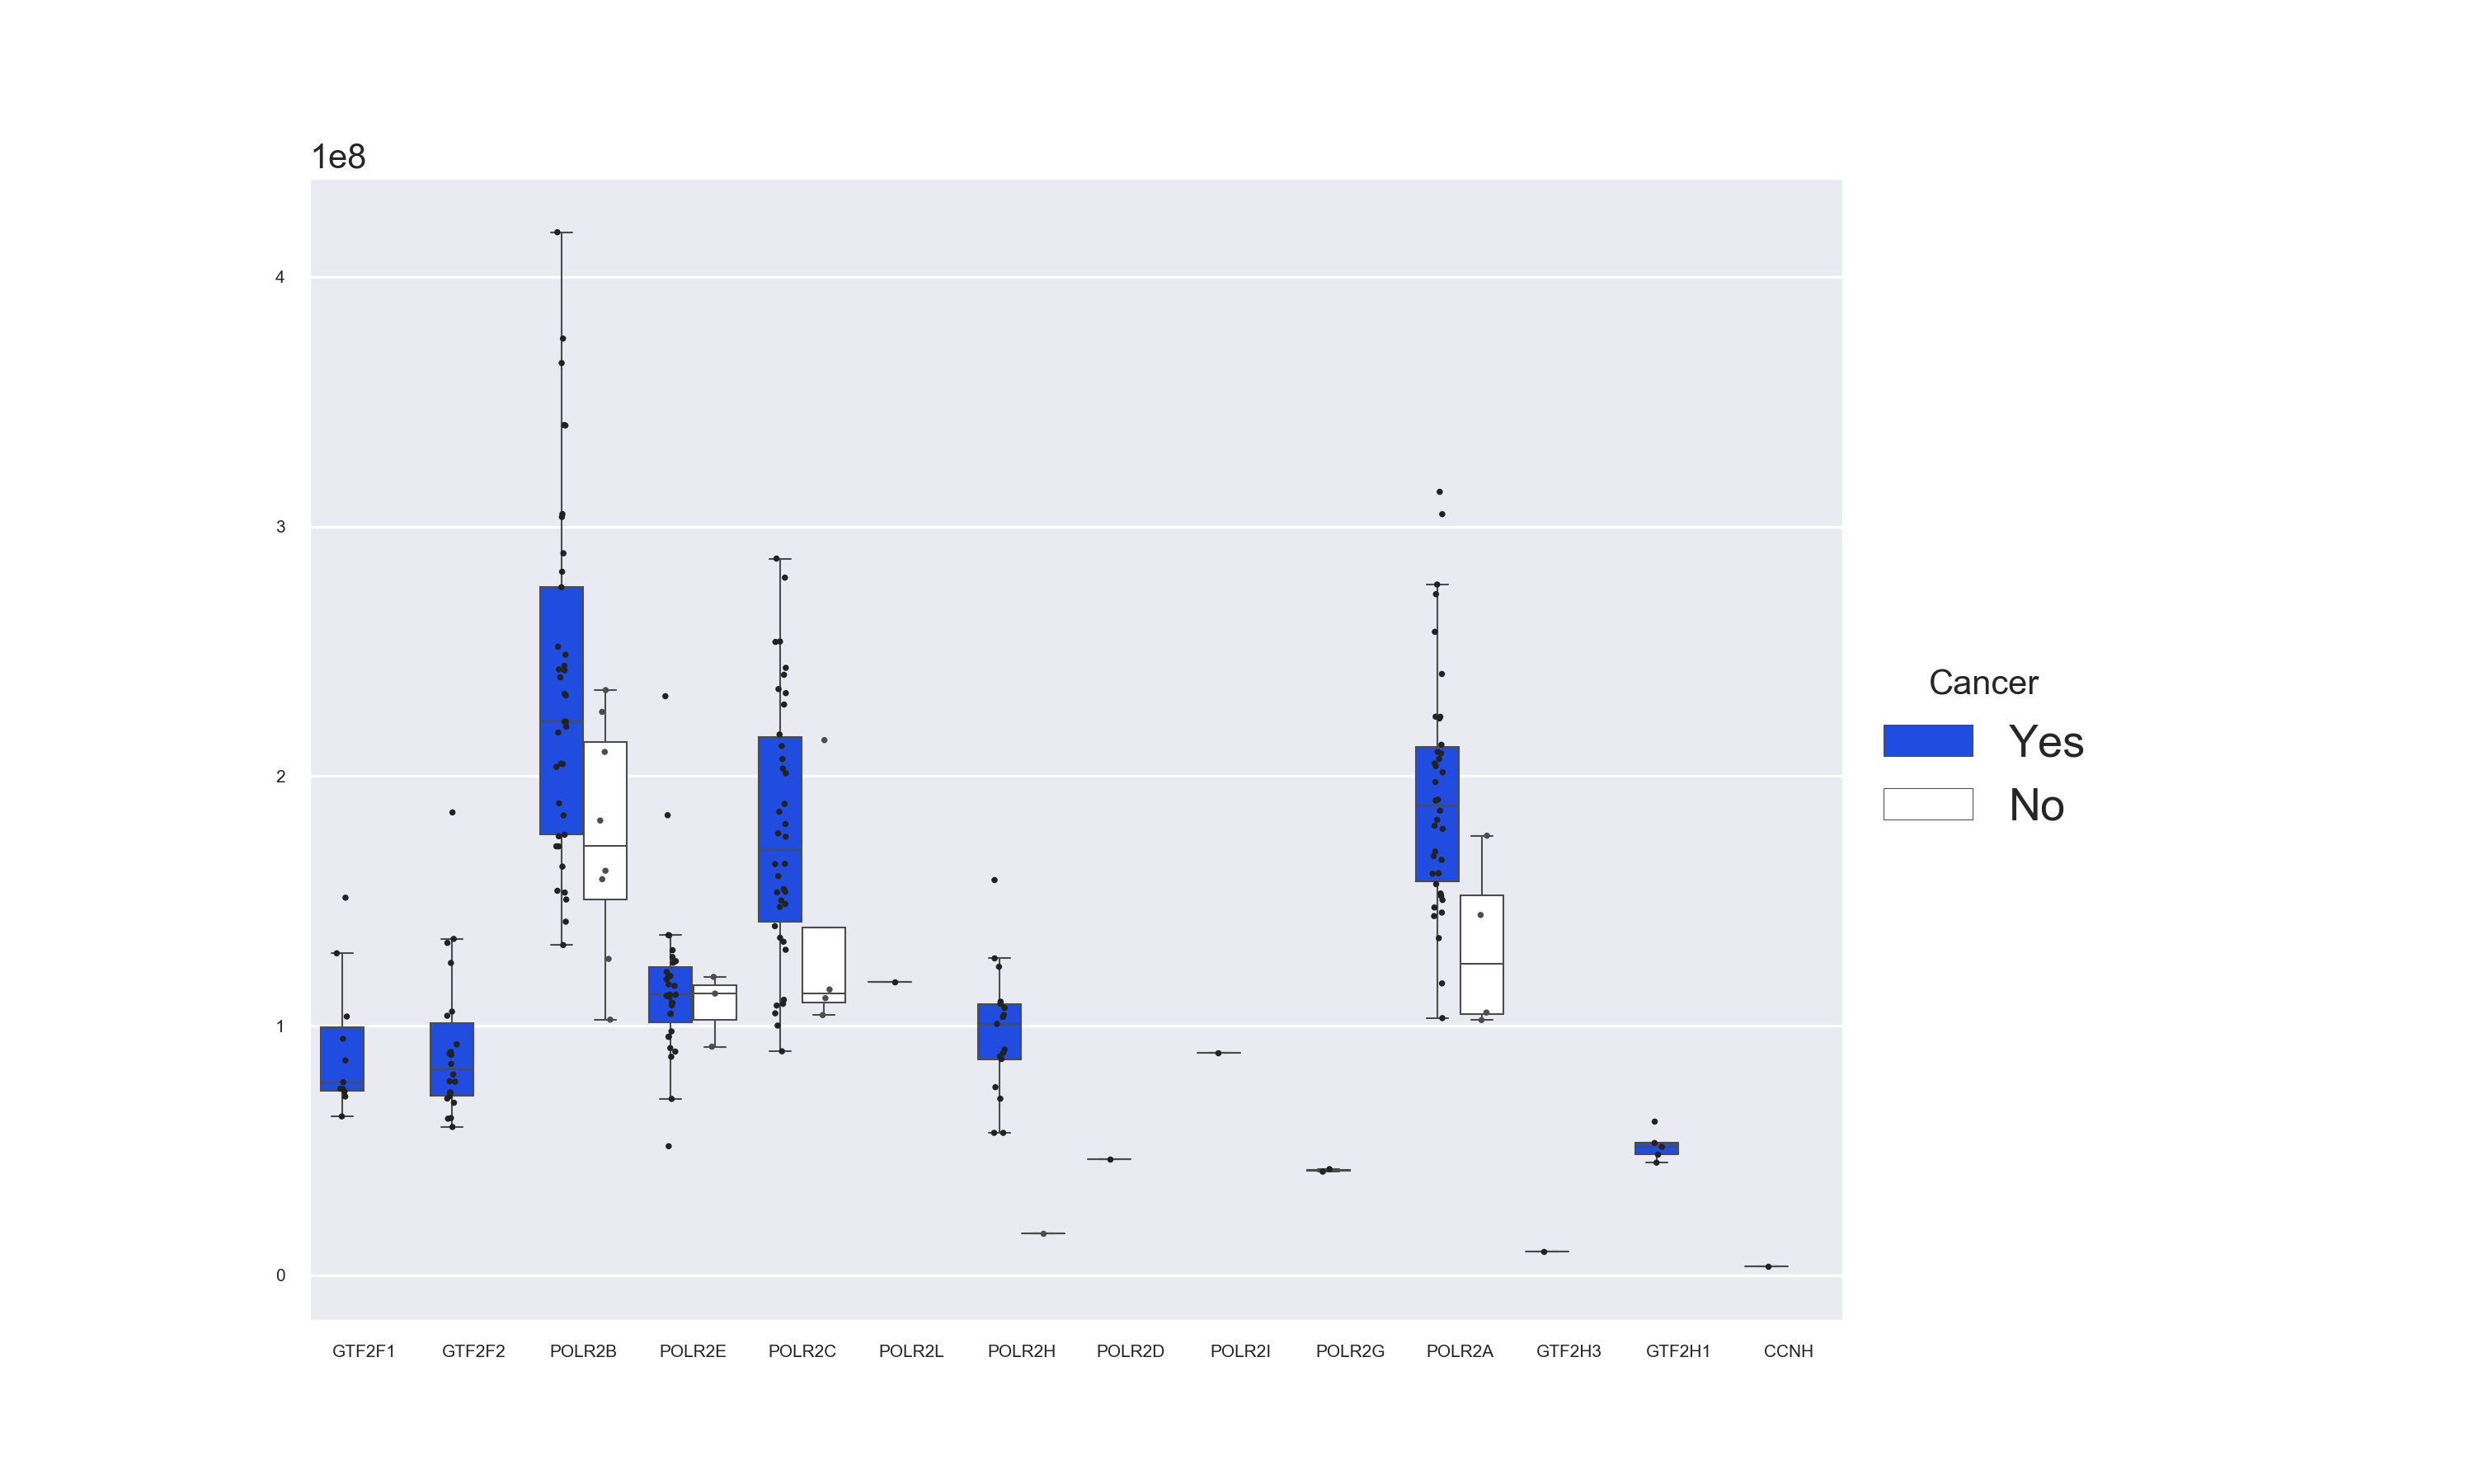 1e8
4
3
2
1
0
GTF2F1 GTF2F2 POLR2B POLR2E POLR2C POLR2L POLR2H POLR2D POLR2I POLR2G POLR2A GTF2H3 GTF2H1 CCNH
Cancer
Yes
No